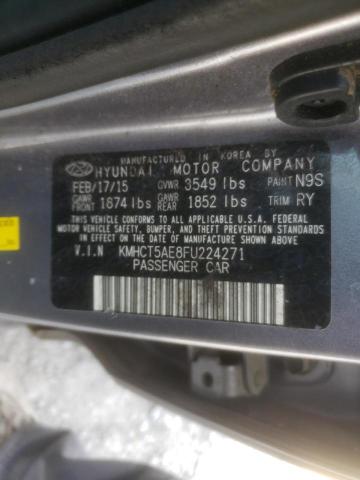 MANUFACTURED IN KOREA BY
HYUNDAI MOTOR COMPANY
FEB/17/15 GVWR 3549 lbs PAINT N9S
GAWR FRONT 1874 lbs GAWR REAR 1852 lbs TRIM RY
THIS VEHICLE CONFORMS TO ALL APPLICABLE U.S.A. FEDERAL
MOTOR VEHICLE SAFETY, BUMPER, AND THEFT PREVENTION
STANDARDS IN EFFECT ON THE DATE OF MANUFACTURE SHOWN ABOVE.
V.I.N KMHCT5AE8FU224271
PASSENGER CAR